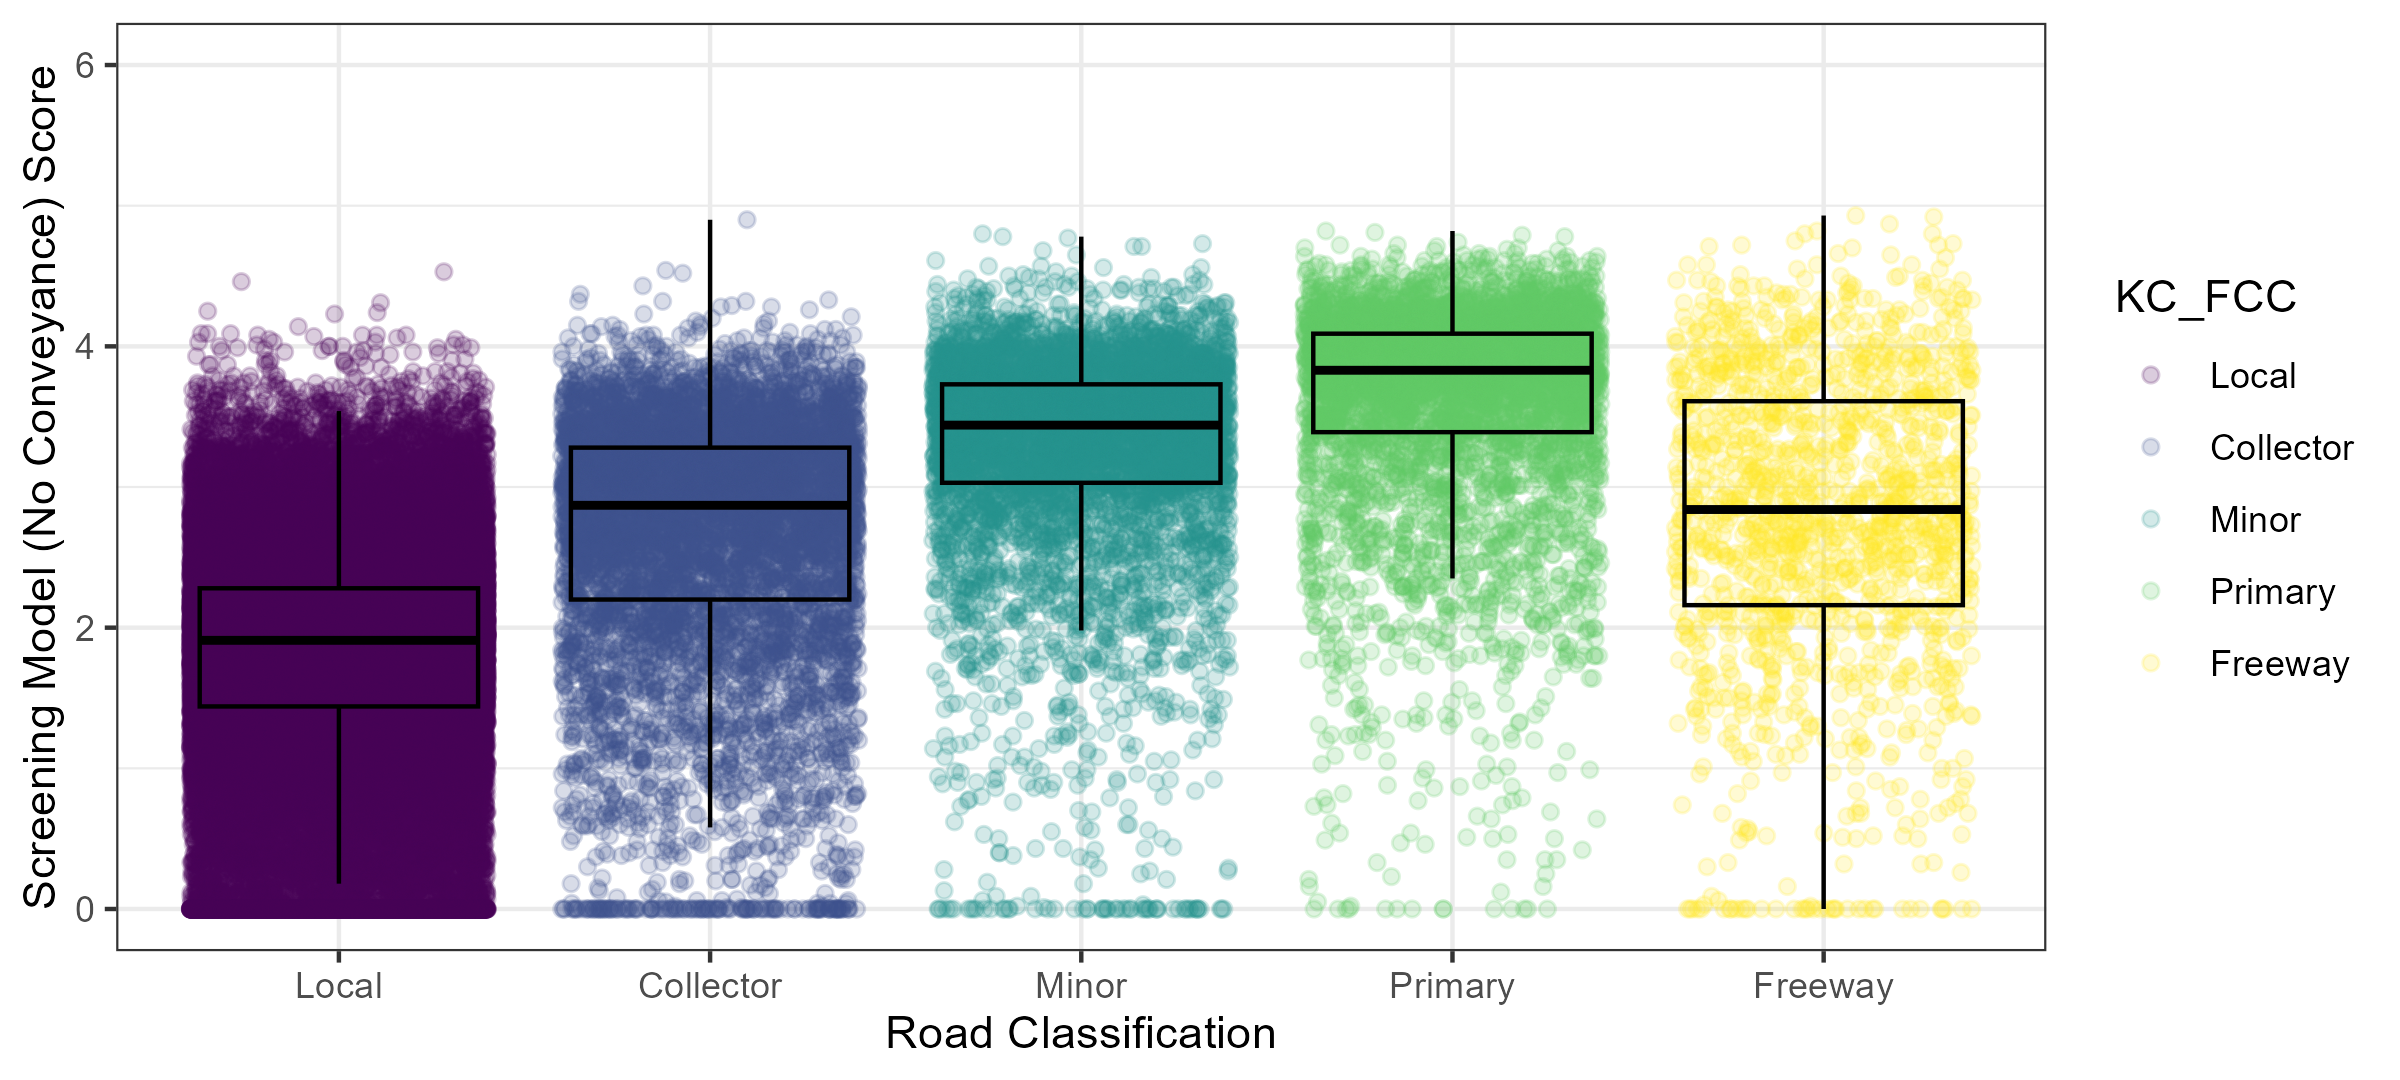 Screening Model (No Conveyance) Score
6
4
2
0
Local
Collector
Minor
Primary
Freeway
Road Classification
KC_FCC
Local
Collector
Minor
Primary
Freeway